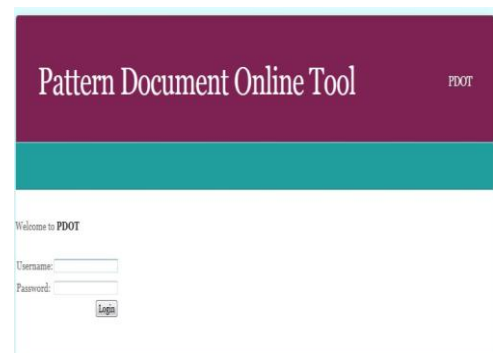 Pattern Document Online Tool
PDOT
Welcome to PDOT
Username:
Password:
Login